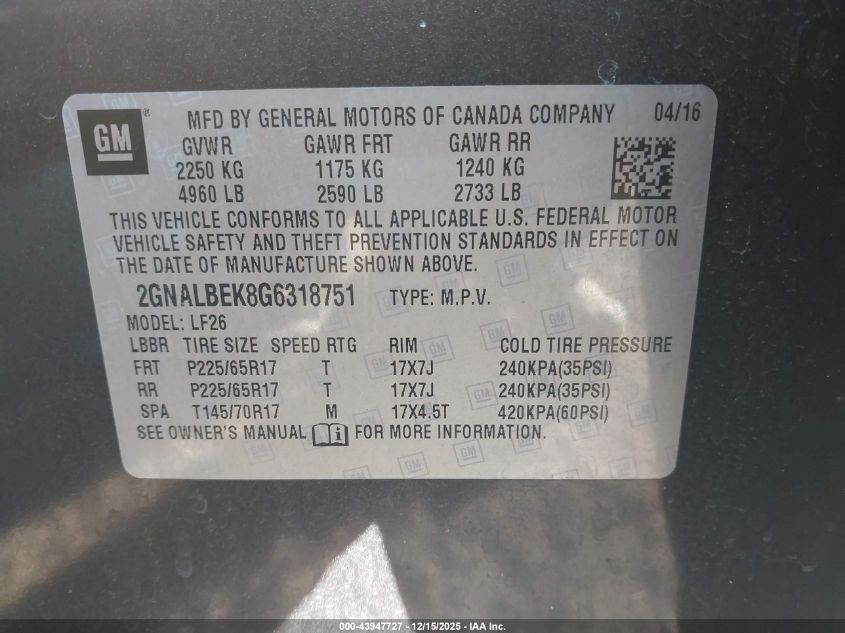 GM ® MFD BY GENERAL MOTORS OF CANADA COMPANY 04/16
GVWR GAWR FRT GAWR RR
2250 KG 1175 KG 1240 KG
4960 LB 2590 LB 2733 LB
THIS VEHICLE CONFORMS TO ALL APPLICABLE U.S. FEDERAL MOTOR
VEHICLE SAFETY AND THEFT PREVENTION STANDARDS IN EFFECT ON
THE DATE OF MANUFACTURE SHOWN ABOVE.
2GNALBEK8G6318751 TYPE: M.P.V.
MODEL: LF26
LBBR TIRE SIZE SPEED RTG RIM COLD TIRE PRESSURE
FRT P225/65R17 T 17X7J 240KPA(35PSI)
RR P225/65R17 T 17X7J 240KPA(35PSI)
SPA T145/70R17 M 17X4.5T 420KPA(60PSI)
SEE OWNER'S MANUAL FOR MORE INFORMATION.
000-43947727 - 12/15/2025 - IAA Inc.